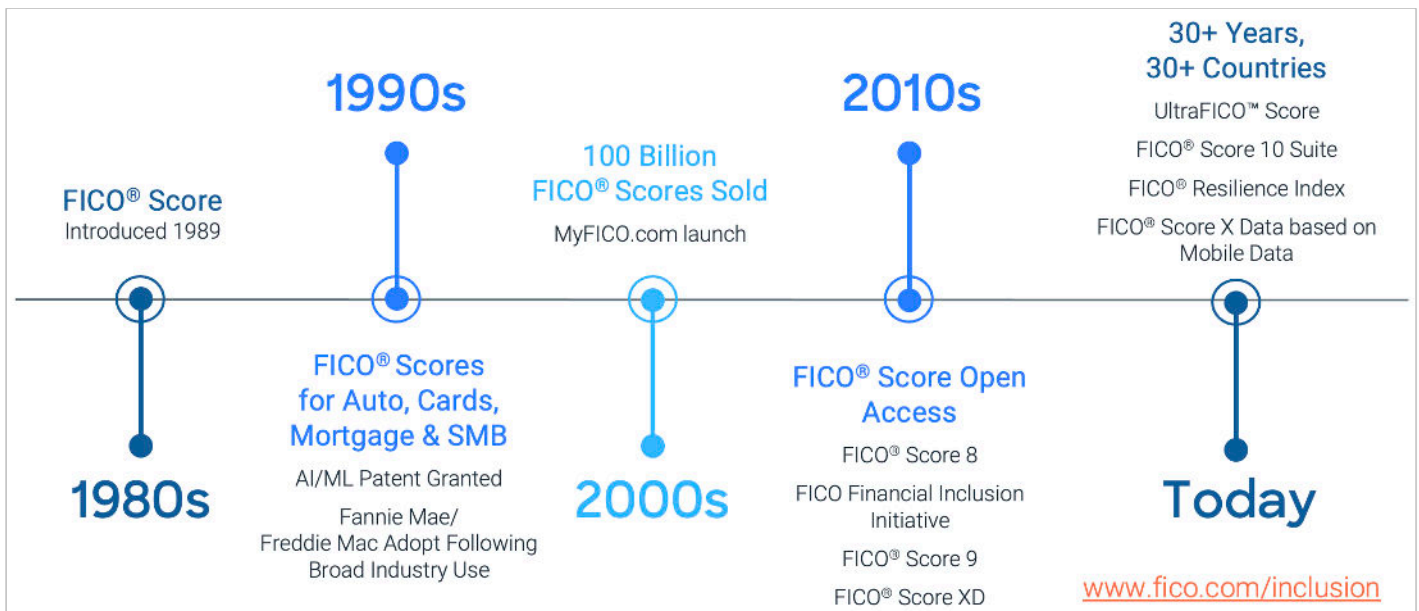 FICO® Score
Introduced 1989
1980s
1990s
FICO® Scores
for Auto, Cards,
Mortgage & SMB
AI/ML Patent Granted
Fannie Mae/
Freddie Mac Adopt Following
Broad Industry Use
100 Billion
FICO® Scores Sold
MyFICO.com launch
2000s
2010s
FICO® Score Open
Access
FICO® Score 8
FICO Financial Inclusion
Initiative
FICO® Score 9
FICO® Score XD
30+ Years,
30+ Countries
UltraFICO™ Score
FICO® Score 10 Suite
FICO® Resilience Index
FICO® Score X Data based on
Mobile Data
Today
www.fico.com/inclusion